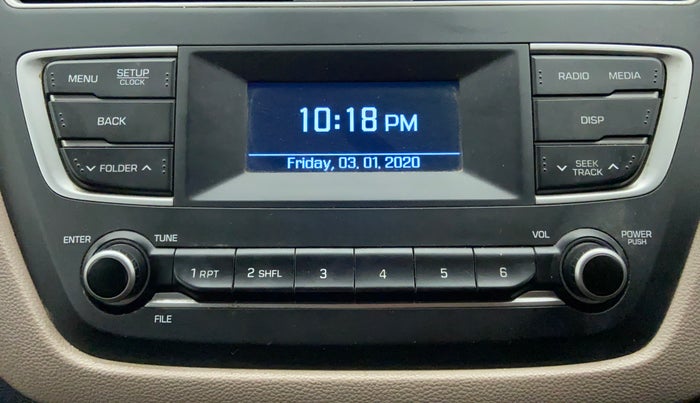 MENU
SETUP
CLOCK
BACK
FOLDER
10:18 PM
Friday, 03. 01. 2020
RADIO
MEDIA
DISP
SEEK
TRACK
ENTER
TUNE
FILE
1 RPT
2 SHFL
3
4
5
6
VOL
POWER
PUSH